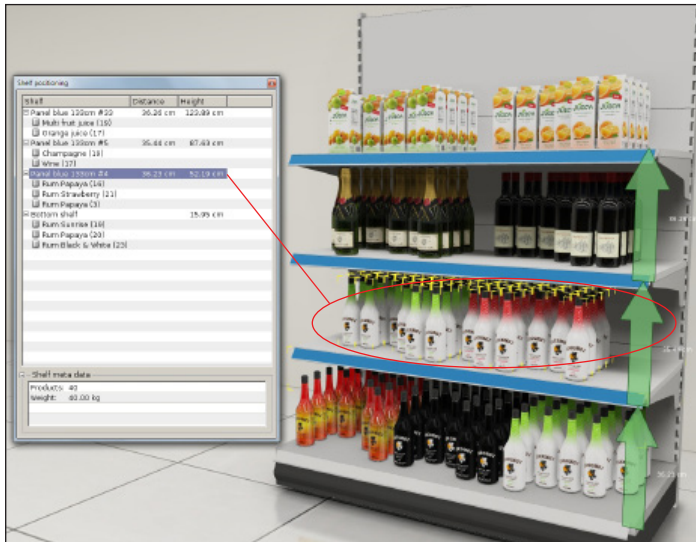 Shelf positioning
Shelf Distance Height
Panel blue 133cm #33 36.26 cm 123.89 cm
Multi fruit juice (19)
Orange juice (17)
Panel blue 133cm #5 35.44 cm 87.63 cm
Champagne (18)
Wine (17)
Panel blue 133cm #4 36.23 cm 52.19 cm
Rum Papaya (16)
Rum Strawberry (21)
Rum Papaya (3)
Bottom shelf 15.95 cm
Rum Sunrise (19)
Rum Papaya (20)
Rum Black & White (23)
Shelf meta data
Products: 40
Weight: 40.00 kg